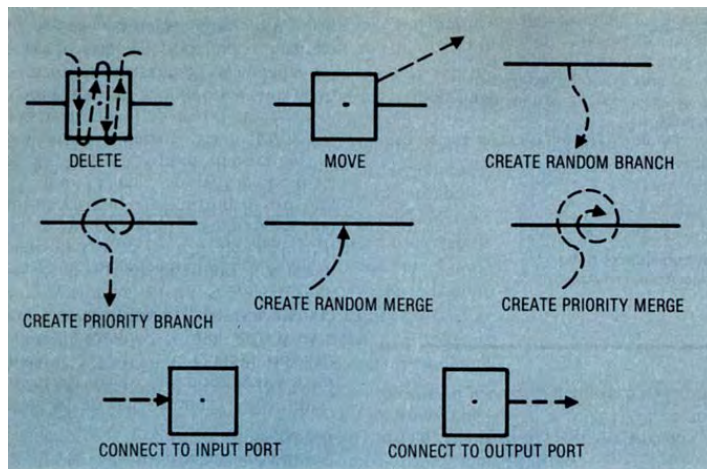 DELETE
MOVE
CREATE RANDOM BRANCH
CREATE PRIORITY BRANCH
CREATE RANDOM MERGE
CREATE PRIORITY MERGE
CONNECT TO INPUT PORT
CONNECT TO OUTPUT PORT